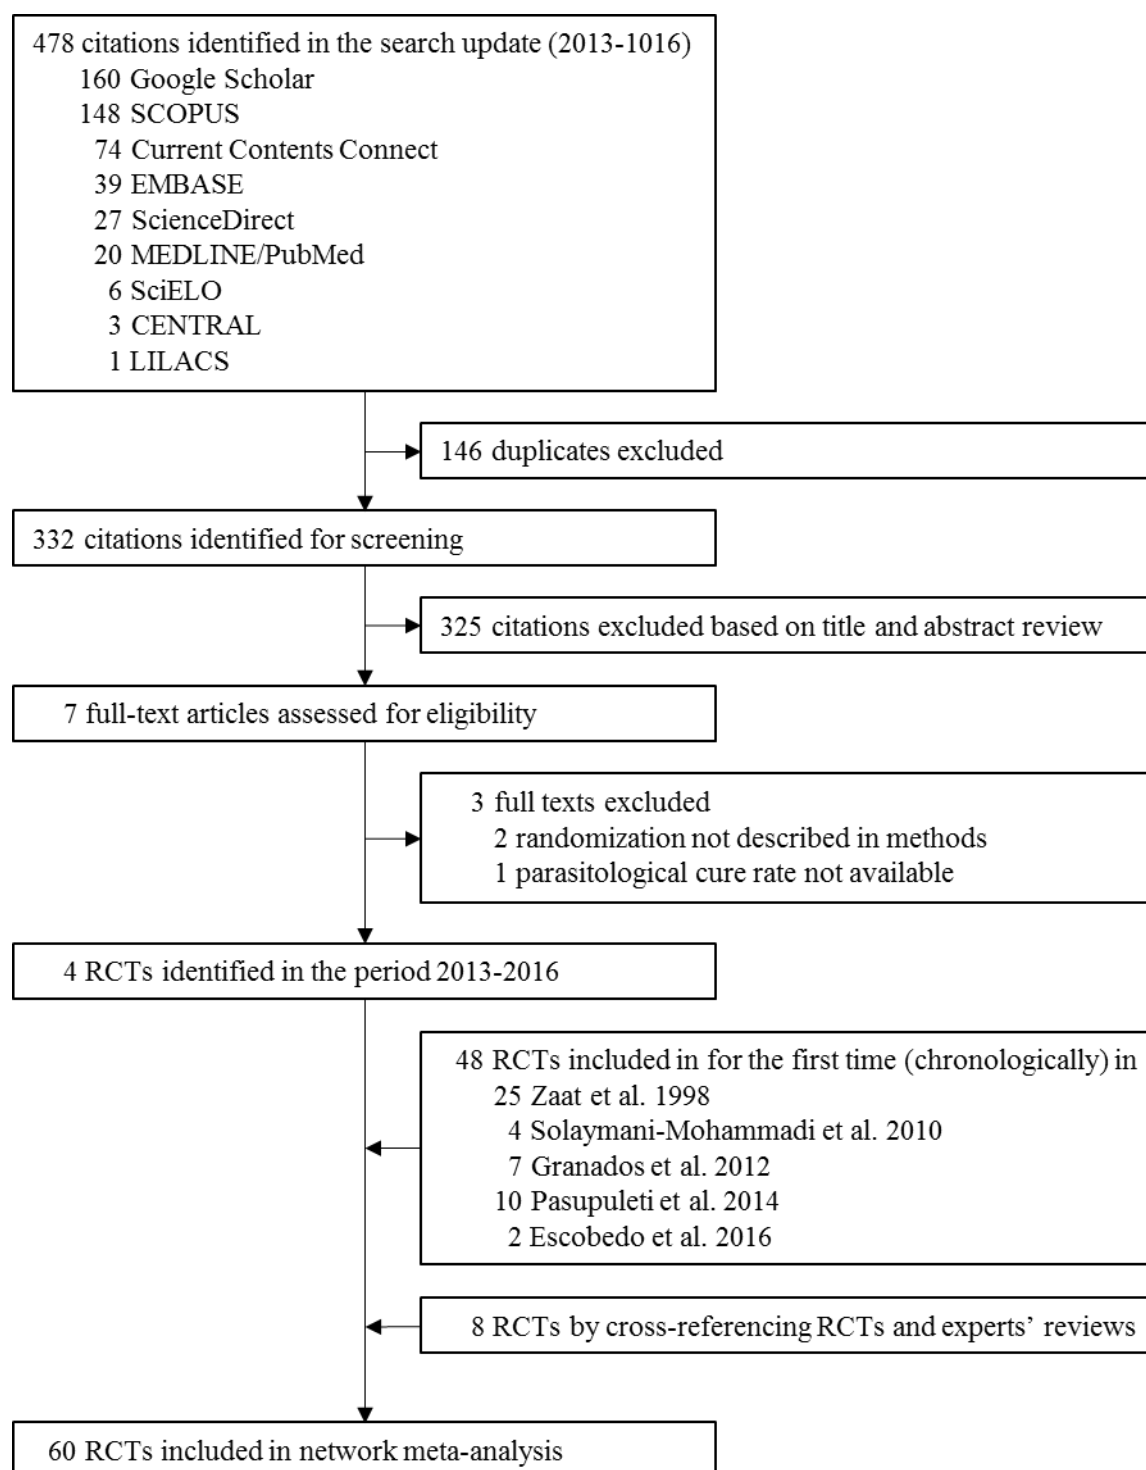 478 citations identified in the search update (2013-1016)
160 Google Scholar
148 SCOPUS
74 Current Contents Connect
39 EMBASE
27 ScienceDirect
20 MEDLINE/PubMed
6 SciELO
3 CENTRAL
1 LILACS
146 duplicates excluded
332 citations identified for screening
325 citations excluded based on title and abstract review
7 full-text articles assessed for eligibility
3 full texts excluded
2 randomization not described in methods
1 parasitological cure rate not available
4 RCTs identified in the period 2013-2016
48 RCTs included in for the first time (chronologically) in
25 Zaat et al. 1998
4 Solaymani-Mohammadi et al. 2010
7 Granados et al. 2012
10 Pasupuleti et al. 2014
2 Escobedo et al. 2016
8 RCTs by cross-referencing RCTs and experts’ reviews
60 RCTs included in network meta-analysis